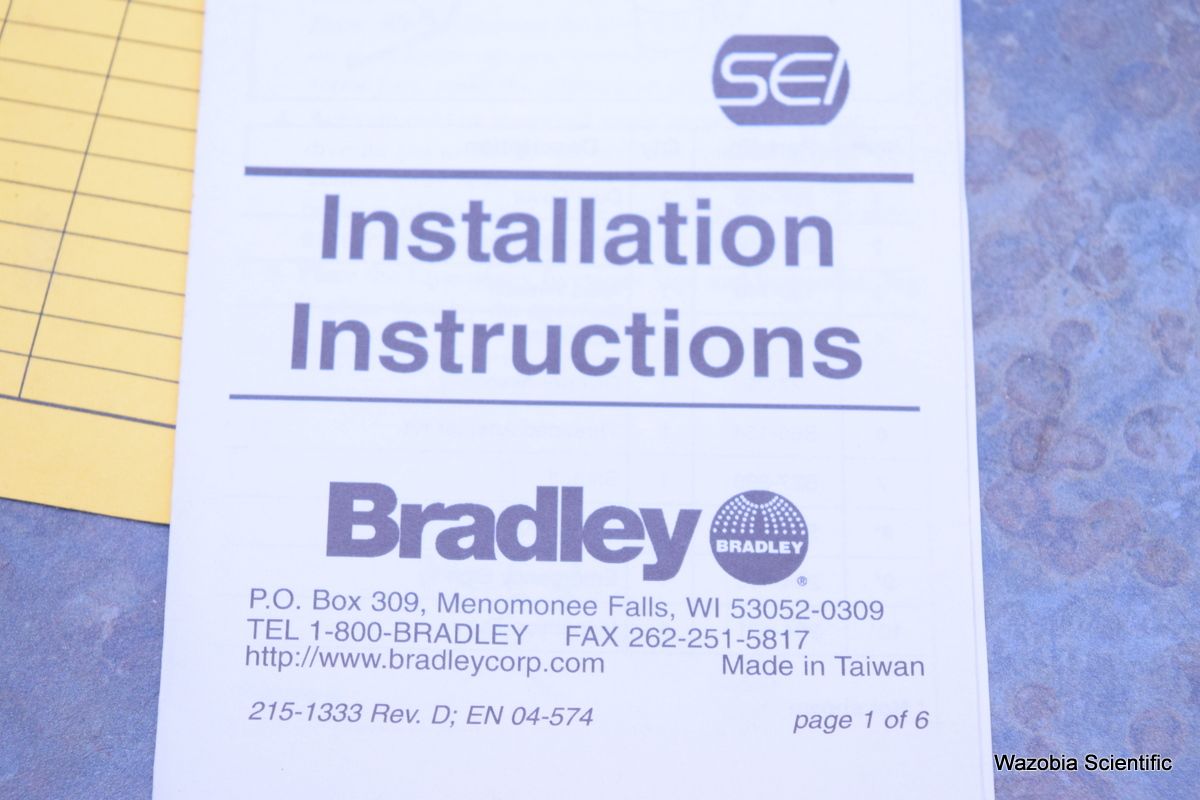 SEI
Installation
Instructions
Bradley
BRADLEY
®
P.O. Box 309, Menomonee Falls, WI 53052-0309
TEL 1-800-BRADLEY FAX 262-251-5817
http://www.bradleycorp.com Made in Taiwan
215-1333 Rev. D; EN 04-574 page 1 of 6
Wazobia Scientific